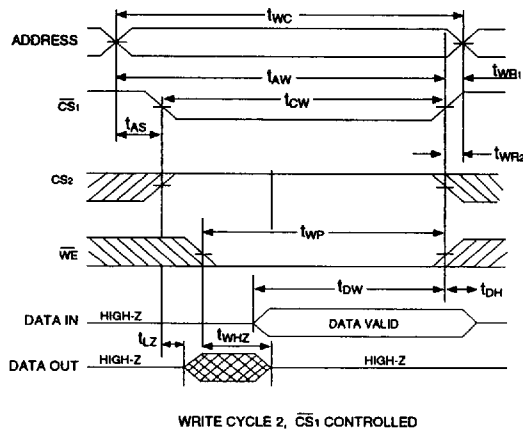 tWC
ADDRESS
tAW
tWR1
CS1
tCW
tAS
tWR2
CS2
tWP
WE
tDW
tDH
DATA IN
HIGH-Z
DATA VALID
tLZ
tWHZ
DATA OUT
HIGH-Z
HIGH-Z
WRITE CYCLE 2, CS1 CONTROLLED